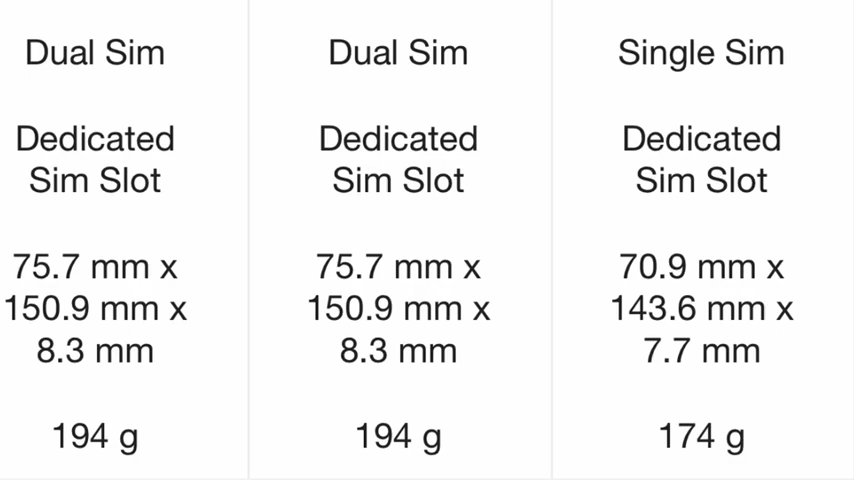 Dual Sim
Dual Sim
Single Sim
Dedicated
Sim Slot
Dedicated
Sim Slot
Dedicated
Sim Slot
75.7 mm x
150.9 mm x
8.3 mm
75.7 mm x
150.9 mm x
8.3 mm
70.9 mm x
143.6 mm x
7.7 mm
194 g
194 g
174 g